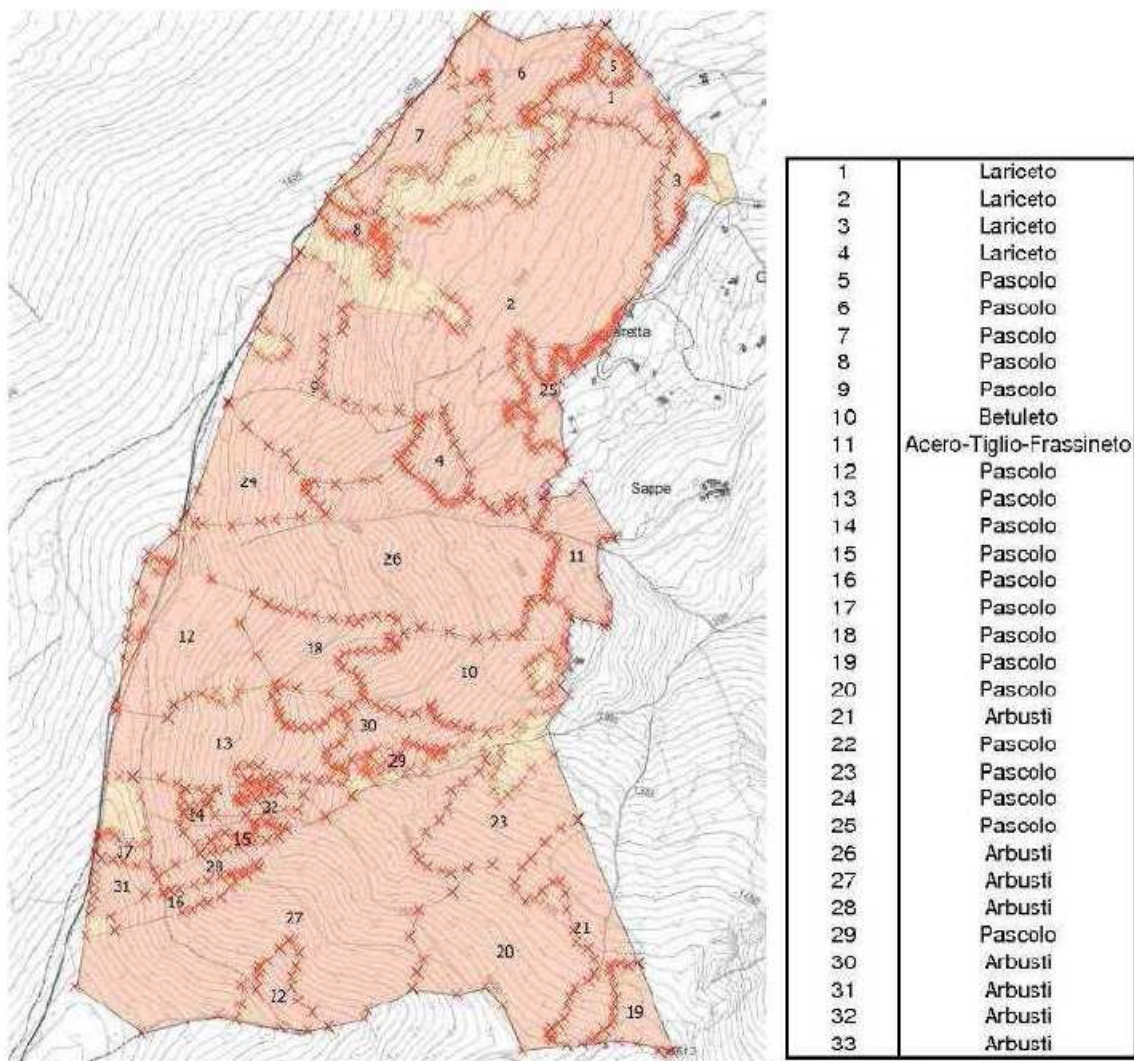 6
5
1
7
3
8
2
25
9
4
24
Sappe
26
11
12
18
10
30
13
29
14
32
15
23
17
28
31
16
27
21
20
12
19
1 Lariceto
2 Lariceto
3 Lariceto
4 Lariceto
5 Pascolo
6 Pascolo
7 Pascolo
8 Pascolo
9 Pascolo
10 Betuleto
11 Acero-Tiglio-Frassineto
12 Pascolo
13 Pascolo
14 Pascolo
15 Pascolo
16 Pascolo
17 Pascolo
18 Pascolo
19 Pascolo
20 Pascolo
21 Arbusti
22 Pascolo
23 Pascolo
24 Pascolo
25 Pascolo
26 Arbusti
27 Arbusti
28 Arbusti
29 Pascolo
30 Arbusti
31 Arbusti
32 Arbusti
33 Arbusti